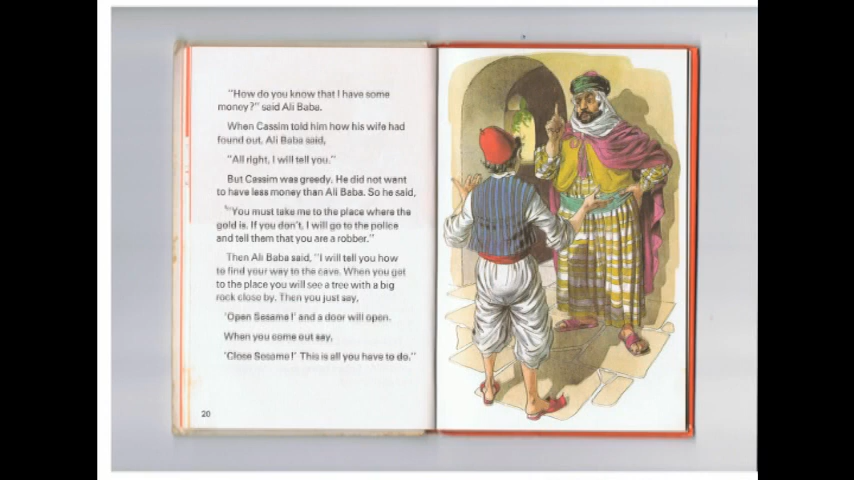 "How do you know that I have some
money?" said Ali Baba.
When Cassim told him how his wife had
found out, Ali Baba said,
"All right, I will tell you."
But Cassim was greedy. He did not want
to have less money than Ali Baba. So he said,
"You must take me to the place where the
gold is. If you don't, I will go to the police
and tell them that you are a robber."
Then Ali Baba said, "I will tell you how
to find your way to the cave. When you get
to the place you will see a tree with a big
rock close by. Then you just say,
'Open Sesame!' and a door will open.
When you come out say,
'Close Sesame!' This is all you have to do."
20